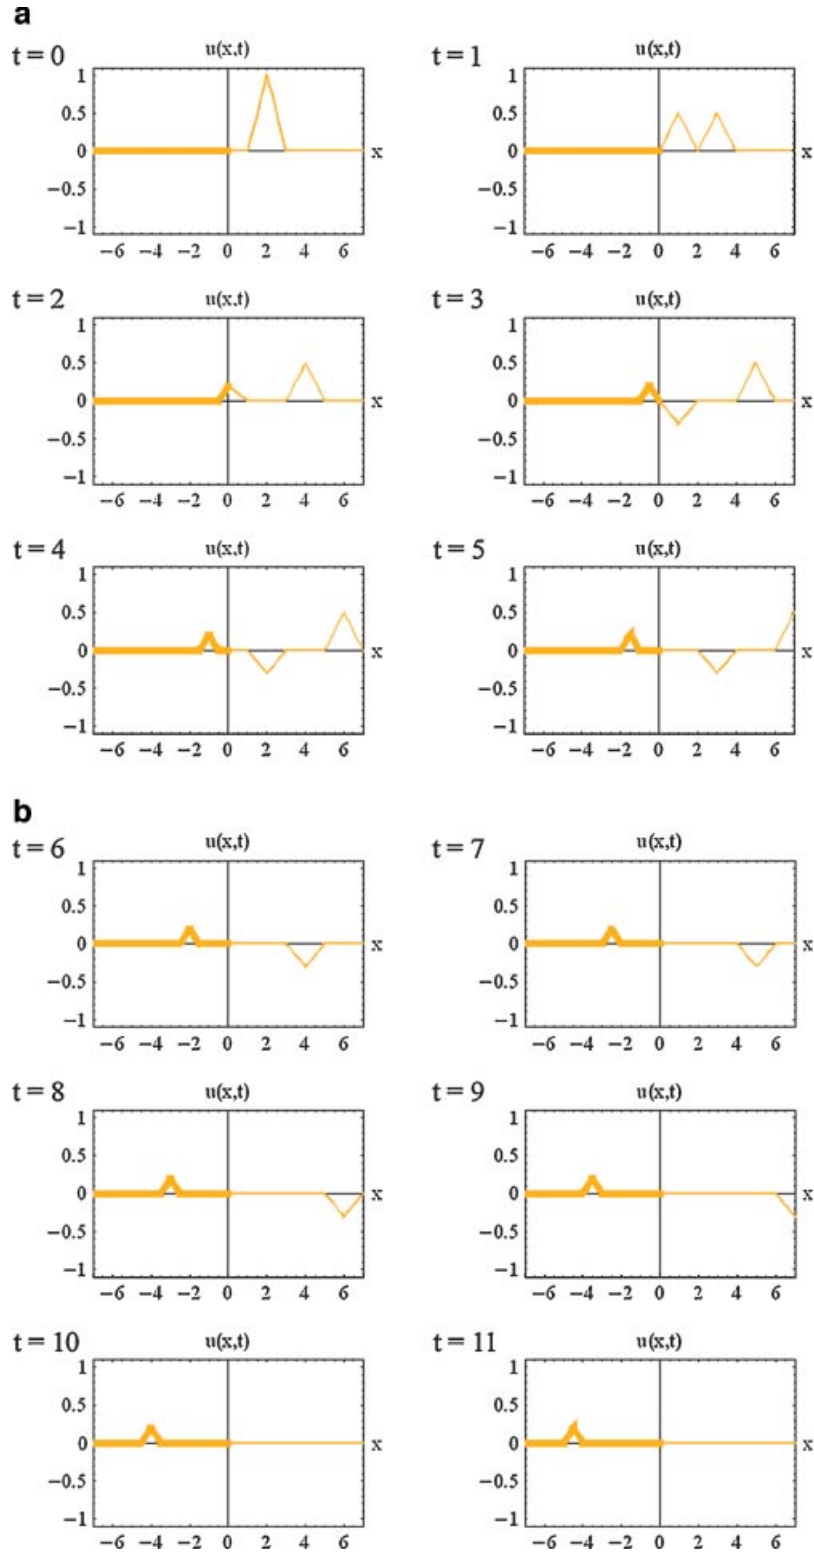 a
t = 0 u(x,t) t = 1 u(x,t)
1 1
0.5 0.5
0 x 0 x
−0.5 −0.5
−1 −1
−6 −4 −2 0 2 4 6 −6 −4 −2 0 2 4 6
t = 2 u(x,t) t = 3 u(x,t)
1 1
0.5 0.5
0 x 0 x
−0.5 −0.5
−1 −1
−6 −4 −2 0 2 4 6 −6 −4 −2 0 2 4 6
t = 4 u(x,t) t = 5 u(x,t)
1 1
0.5 0.5
0 x 0 x
−0.5 −0.5
−1 −1
−6 −4 −2 0 2 4 6 −6 −4 −2 0 2 4 6
b
t = 6 u(x,t) t = 7 u(x,t)
1 1
0.5 0.5
0 x 0 x
−0.5 −0.5
−1 −1
−6 −4 −2 0 2 4 6 −6 −4 −2 0 2 4 6
t = 8 u(x,t) t = 9 u(x,t)
1 1
0.5 0.5
0 x 0 x
−0.5 −0.5
−1 −1
−6 −4 −2 0 2 4 6 −6 −4 −2 0 2 4 6
t = 10 u(x,t) t = 11 u(x,t)
1 1
0.5 0.5
0 x 0 x
−0.5 −0.5
−1 −1
−6 −4 −2 0 2 4 6 −6 −4 −2 0 2 4 6